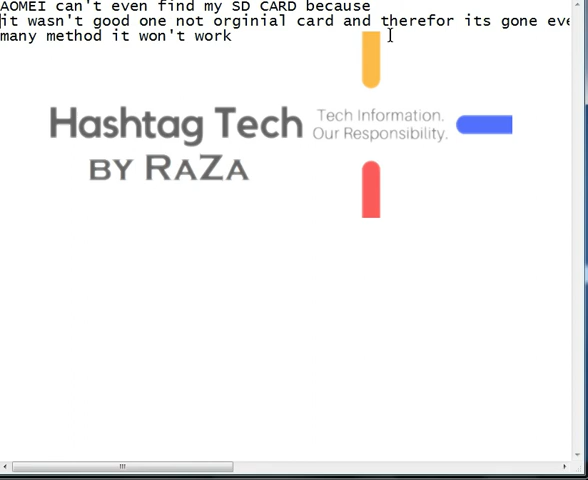 AOMEI can't even find my SD CARD because
it wasn't good one not orginial card and therefor its gone eve
many method it won't work
Hashtag Tech
BY RAZA
Tech Information.
Our Responsibility.